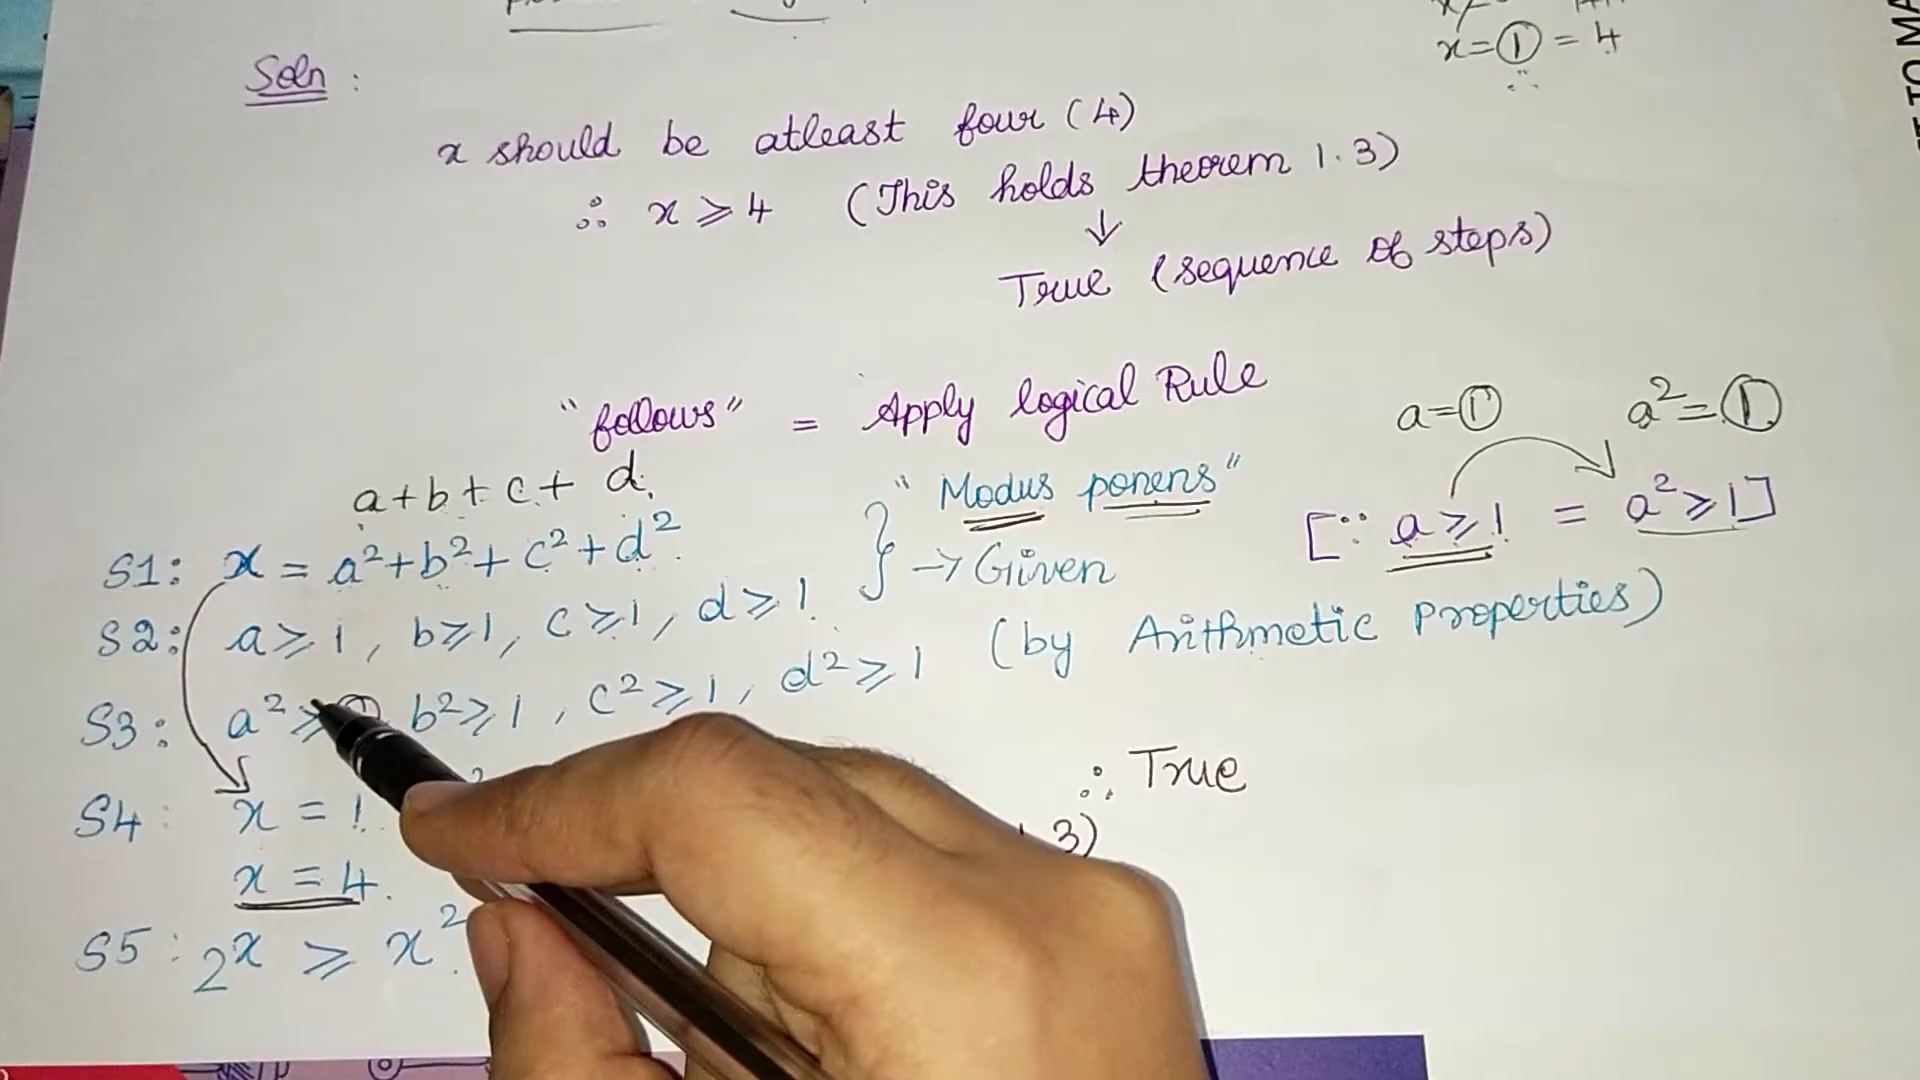 x = 1 = 4
Soln :
x should be atleast four (4)
∴ x ≥ 4 (This holds theorem 1.3)
↓
True (sequence of steps)
"follows" = Apply logical Rule
a = 1 a² = 1
a + b + c + d. "Modus ponens"
[∵ a ≥ 1 = a² ≥ 1]
S1: x = a² + b² + c² + d² } → Given
S2: a ≥ 1, b ≥ 1, c ≥ 1, d ≥ 1
S3: a² ≥ 1 b² ≥ 1, c² ≥ 1, d² ≥ 1 (by Arithmetic properties)
∴ True
S4: x = 1
3)
x = 4.
S5: 2ˣ ≥ x²